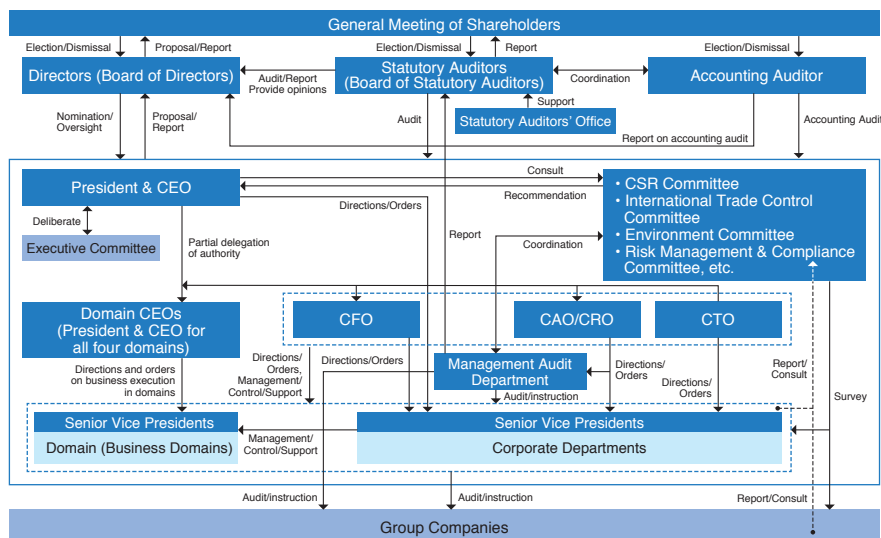 General Meeting of Shareholders
Election/Dismissal
Proposal/Report
Election/Dismissal
Report
Election/Dismissal
Directors (Board of Directors)
Audit/Report
Provide opinions
Statutory Auditors
(Board of Statutory Auditors)
Coordination
Accounting Auditor
Nomination/
Oversight
Proposal/
Report
Audit
Support
Statutory Auditors' Office
Report on accounting audit
Accounting Audit
President & CEO
Consult
Recommendation
Directions/Orders
• CSR Committee
• International Trade Control
Committee
• Environment Committee
• Risk Management & Compliance
Committee, etc.
Deliberate
Executive Committee
Partial delegation
of authority
Report
Coordination
Domain CEOs
(President & CEO for
all four domains)
CFO
CAO/CRO
CTO
Directions and orders
on business execution
in domains
Directions/
Orders,
Management/
Control/Support
Directions/Orders
Management Audit
Department
Directions/
Orders
Directions/
Orders
Report/
Consult
Audit/instruction
Survey
Senior Vice Presidents
Domain (Business Domains)
Management/
Control/Support
Senior Vice Presidents
Corporate Departments
Audit/instruction
Audit/instruction
Report/Consult
Group Companies